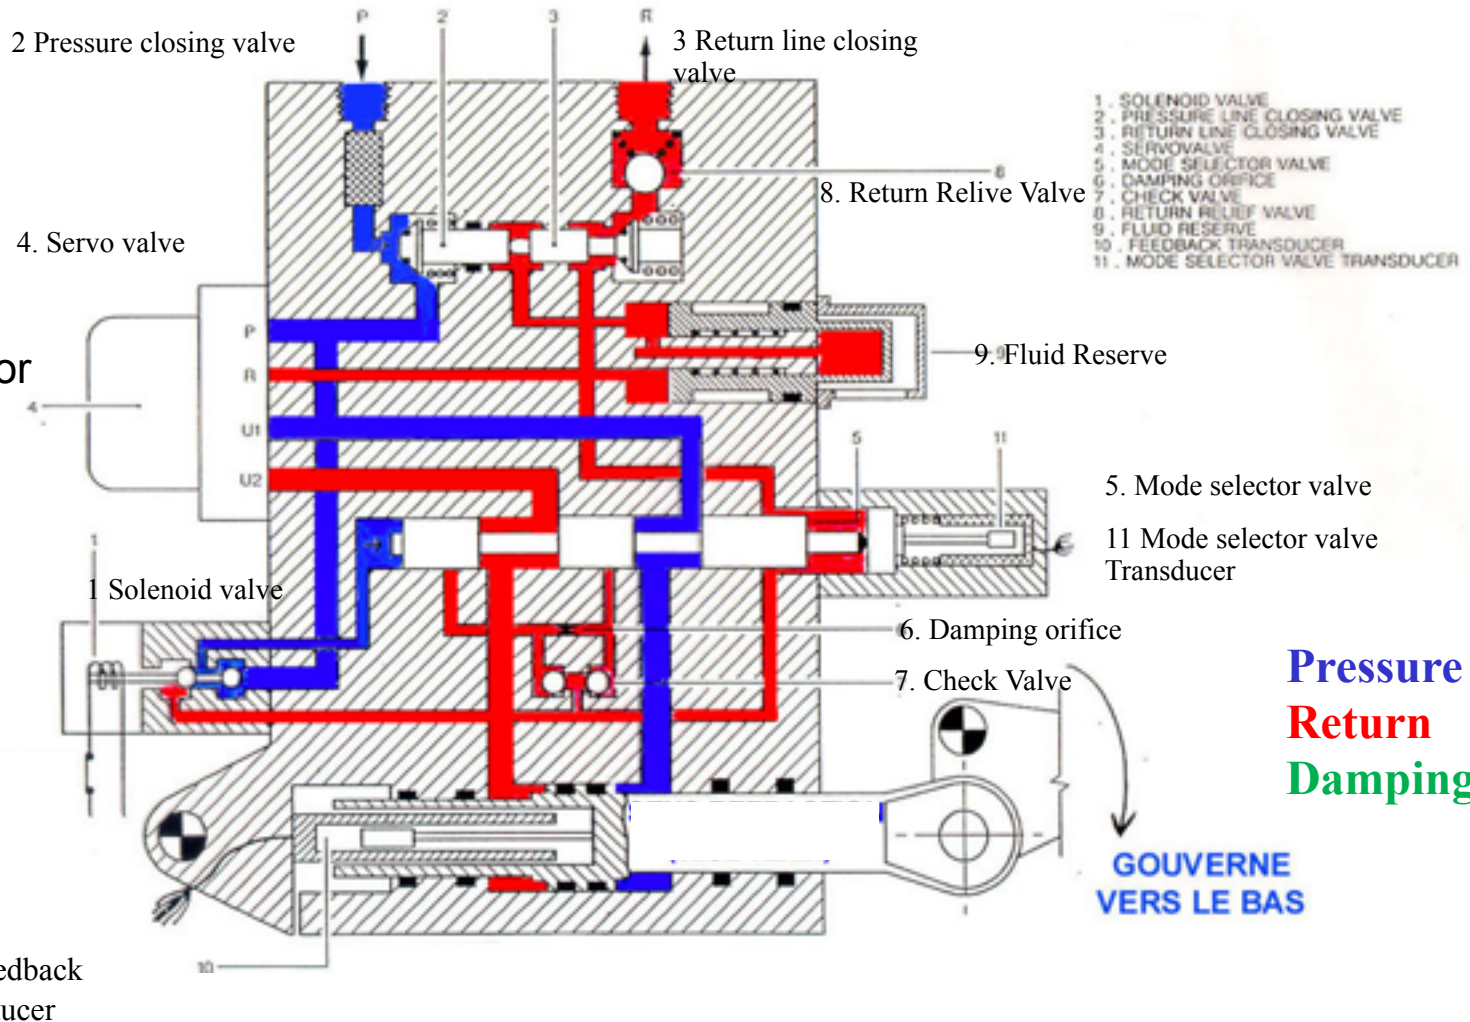 P
2
3
R
2 Pressure closing valve
3 Return line closing
valve
1 . SOLENOID VALVE
2 . PRESSURE LINE CLOSING VALVE
3 . RETURN LINE CLOSING VALVE
4 . SERVOVALVE
5 . MODE SELECTOR VALVE
6 . DAMPING ORIFICE
7 . CHECK VALVE
8 . RETURN RELIEF VALVE
9 . FLUID RESERVE
10 . FEEDBACK TRANSDUCER
11 . MODE SELECTOR VALVE TRANSDUCER
8
8. Return Relive Valve
4. Servo valve
P
or
R
9. Fluid Reserve
4
U1
5
11
U2
5. Mode selector valve
1
11 Mode selector valve
Transducer
1 Solenoid valve
6. Damping orifice
7. Check Valve
Pressure
Return
Damping
GOUVERNE
VERS LE BAS
10
edback
ucer